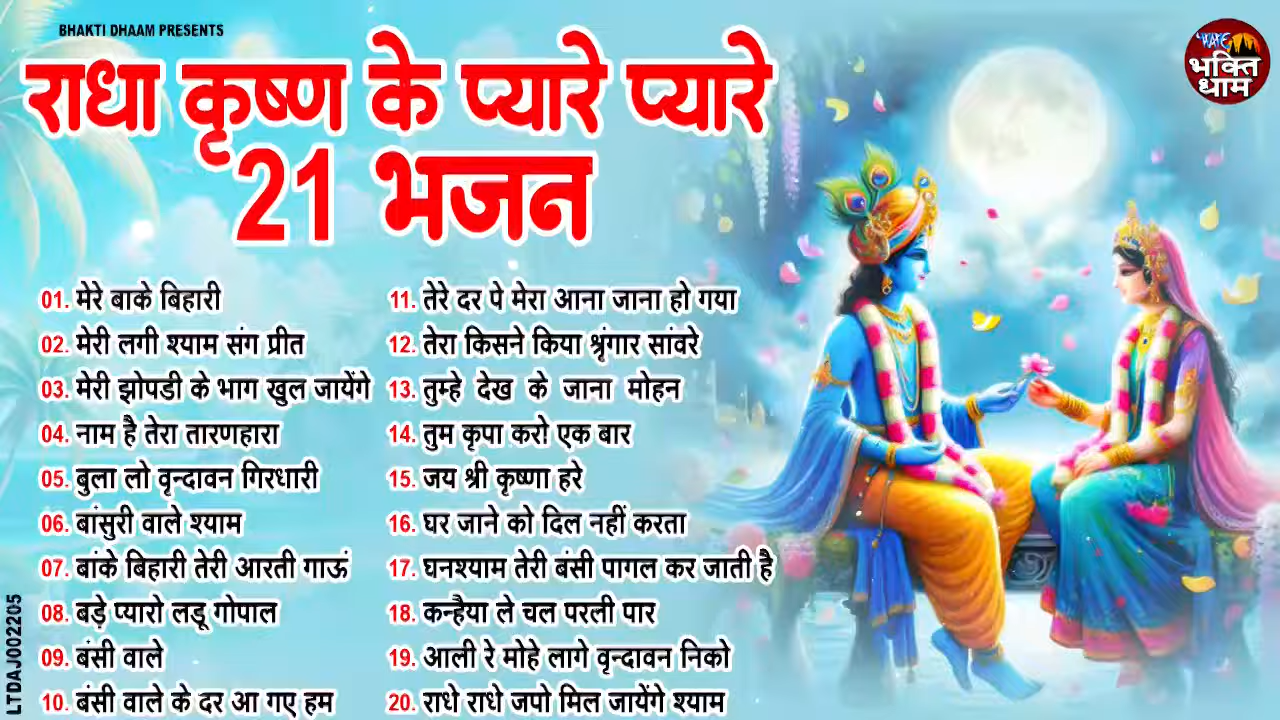 BHAKTI DHAAM PRESENTS
राधा कृष्ण के प्यारे प्यारे
21 भजन
01. मेरे बाके बिहारी
02. मेरी लगी श्याम संग प्रीत
03. मेरी झोपडी के भाग खुल जायेंगे
04. नाम है तेरा तारणहारा
05. बुला लो वृन्दावन गिरधारी
06. बांसुरी वाले श्याम
07. बांके बिहारी तेरी आरती गाऊं
08. बड़े प्यारो लडू गोपाल
09. बंसी वाले
10. बंसी वाले के दर आ गए हम
11. तेरे दर पे मेरा आना जाना हो गया
12. तेरा किसने किया श्रृंगार सांवरे
13. तुम्हे देख के जाना मोहन
14. तुम कृपा करो एक बार
15. जय श्री कृष्णा हरे
16. घर जाने को दिल नहीं करता
17. घनश्याम तेरी बंसी पागल कर जाती है
18. कन्हैया ले चल परली पार
19. आली रे मोहे लागे वृन्दावन निको
20. राधे राधे जपो मिल जायेंगे श्याम
भक्ति
धाम
LTDAJ002205